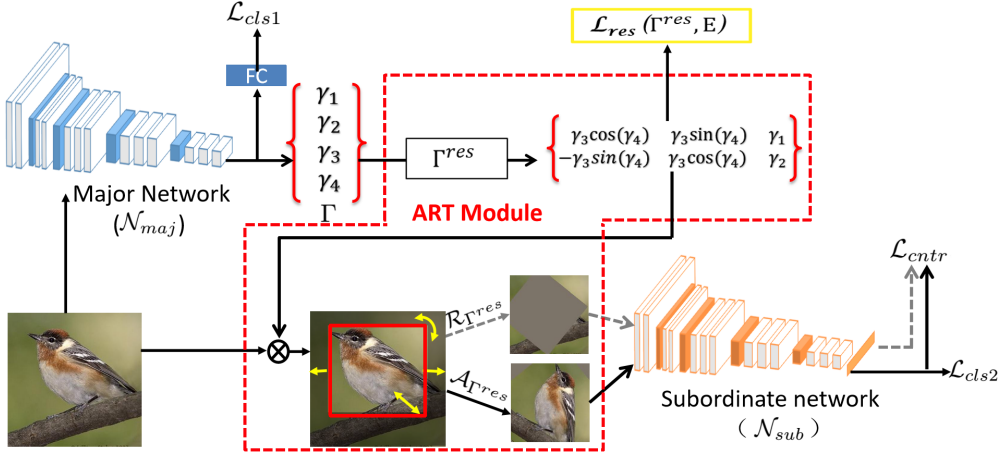 ℒ_cls1
FC
ℒ_res (Γ^res, E)
γ₁
γ₂
γ₃
γ₄
Γ
Γ^res
γ₃cos(γ₄) γ₃sin(γ₄) γ₁
−γ₃sin(γ₄) γ₃cos(γ₄) γ₂
Major Network
(𝒩_maj)
ART Module
ℒ_cntr
ℛ_Γ^res
𝒜_Γ^res
ℒ_cls2
Subordinate network
( 𝒩_sub )